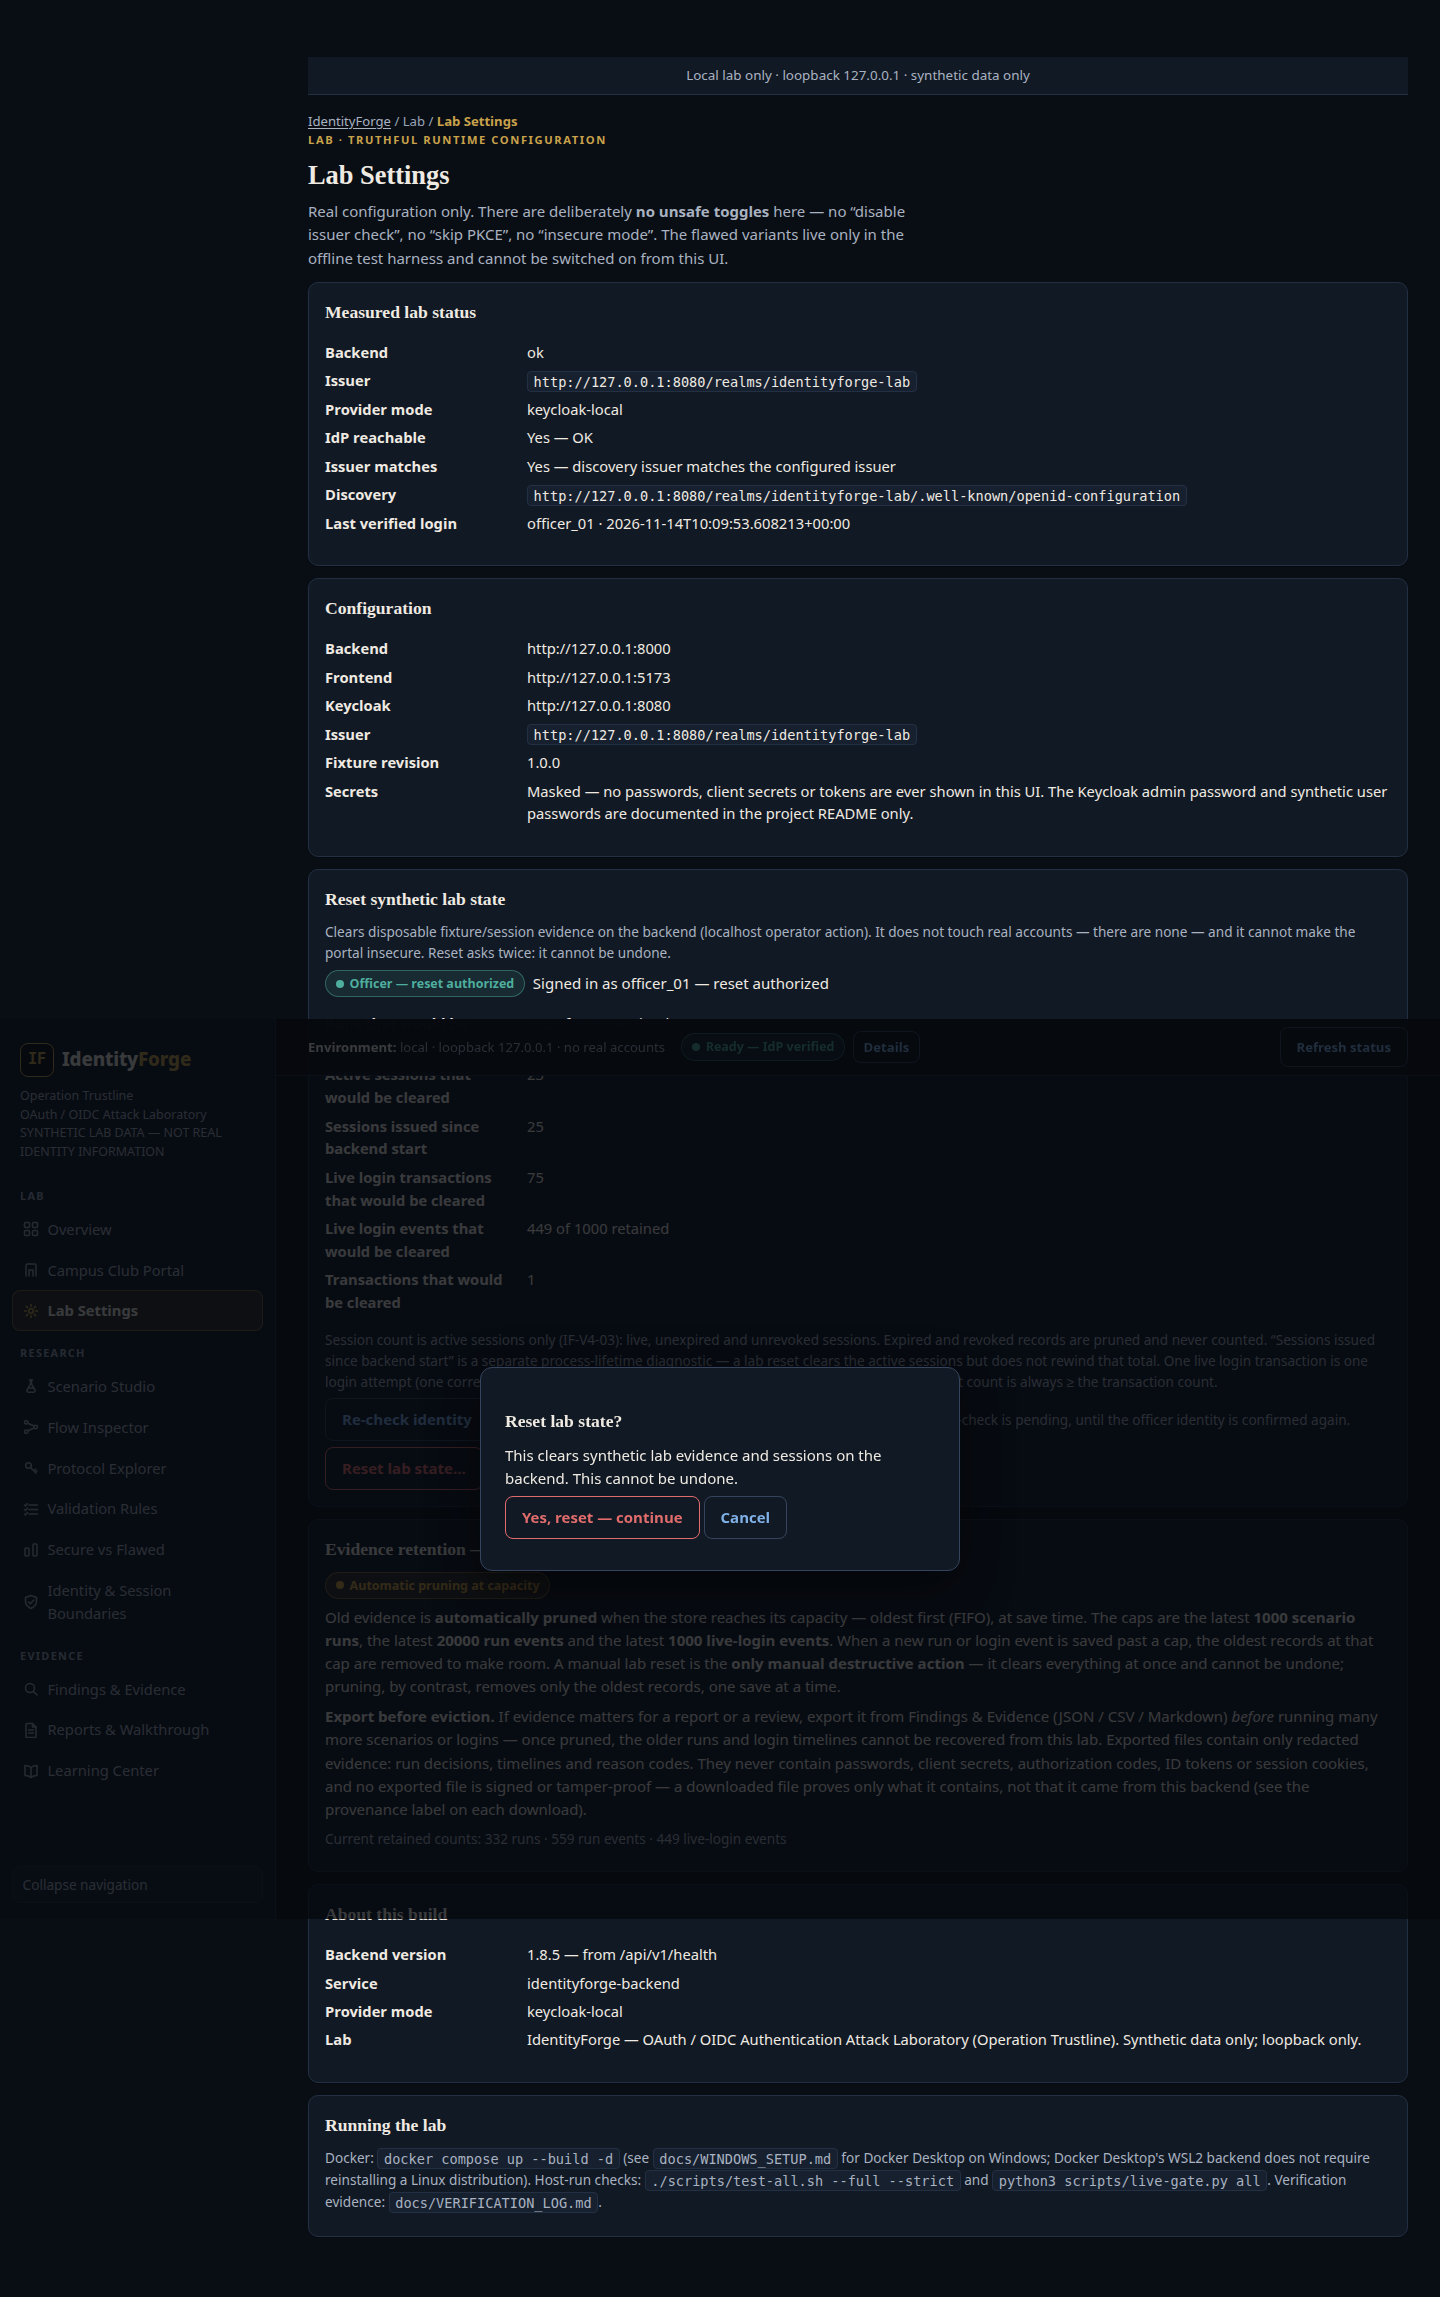 Local lab only · loopback 127.0.0.1 · synthetic data only
IdentityForge / Lab / Lab Settings
LAB · TRUTHFUL RUNTIME CONFIGURATION
Lab Settings
Real configuration only. There are deliberately no unsafe toggles here — no “disable
issuer check”, no “skip PKCE”, no “insecure mode”. The flawed variants live only in the
offline test harness and cannot be switched on from this UI.
Measured lab status
Backend ok
Issuer http://127.0.0.1:8080/realms/identityforge-lab
Provider mode keycloak-local
IdP reachable Yes — OK
Issuer matches Yes — discovery issuer matches the configured issuer
Discovery http://127.0.0.1:8080/realms/identityforge-lab/.well-known/openid-configuration
Last verified login officer_01 · 2026-11-14T10:09:53.608213+00:00
Configuration
Backend http://127.0.0.1:8000
Frontend http://127.0.0.1:5173
Keycloak http://127.0.0.1:8080
Issuer http://127.0.0.1:8080/realms/identityforge-lab
Fixture revision 1.0.0
Secrets Masked — no passwords, client secrets or tokens are ever shown in this UI. The Keycloak admin password and synthetic user
passwords are documented in the project README only.
Reset synthetic lab state
Clears disposable fixture/session evidence on the backend (localhost operator action). It does not touch real accounts — there are none — and it cannot make the
portal insecure. Reset asks twice: it cannot be undone.
Officer — reset authorized Signed in as officer_01 — reset authorized
IF IdentityForge
Operation Trustline
OAuth / OIDC Attack Laboratory
SYNTHETIC LAB DATA — NOT REAL
IDENTITY INFORMATION
LAB
Overview
Campus Club Portal
Lab Settings
RESEARCH
Scenario Studio
Flow Inspector
Protocol Explorer
Validation Rules
Secure vs Flawed
Identity & Session
Boundaries
EVIDENCE
Findings & Evidence
Reports & Walkthrough
Learning Center
Collapse navigation
Environment: local · loopback 127.0.0.1 · no real accounts Ready — IdP verified Details Refresh status
Active sessions that 25
would be cleared
Sessions issued since 25
backend start
Live login transactions 75
that would be cleared
Live login events that 449 of 1000 retained
would be cleared
Transactions that would 1
be cleared
Session count is active sessions only (IF-V4-03): live, unexpired and unrevoked sessions. Expired and revoked records are pruned and never counted. “Sessions issued
since backend start” is a separate process-lifetime diagnostic — a lab reset clears the active sessions but does not rewind that total. One live login transaction is one
login attempt (one corre t count is always ≥ the transaction count.
Re-check identity -check is pending, until the officer identity is confirmed again.
Reset lab state…
Reset lab state?
This clears synthetic lab evidence and sessions on the
backend. This cannot be undone.
Yes, reset — continue Cancel
Evidence retention —
Automatic pruning at capacity
Old evidence is automatically pruned when the store reaches its capacity — oldest first (FIFO), at save time. The caps are the latest 1000 scenario
runs, the latest 20000 run events and the latest 1000 live-login events. When a new run or login event is saved past a cap, the oldest records at that
cap are removed to make room. A manual lab reset is the only manual destructive action — it clears everything at once and cannot be undone;
pruning, by contrast, removes only the oldest records, one save at a time.
Export before eviction. If evidence matters for a report or a review, export it from Findings & Evidence (JSON / CSV / Markdown) before running many
more scenarios or logins — once pruned, the older runs and login timelines cannot be recovered from this lab. Exported files contain only redacted
evidence: run decisions, timelines and reason codes. They never contain passwords, client secrets, authorization codes, ID tokens or session cookies,
and no exported file is signed or tamper-proof — a downloaded file proves only what it contains, not that it came from this backend (see the
provenance label on each download).
Current retained counts: 332 runs · 559 run events · 449 live-login events
About this build
Backend version 1.8.5 — from /api/v1/health
Service identityforge-backend
Provider mode keycloak-local
Lab IdentityForge — OAuth / OIDC Authentication Attack Laboratory (Operation Trustline). Synthetic data only; loopback only.
Running the lab
Docker: docker compose up --build -d (see docs/WINDOWS_SETUP.md for Docker Desktop on Windows; Docker Desktop's WSL2 backend does not require
reinstalling a Linux distribution). Host-run checks: ./scripts/test-all.sh --full --strict and python3 scripts/live-gate.py all. Verification
evidence: docs/VERIFICATION_LOG.md.